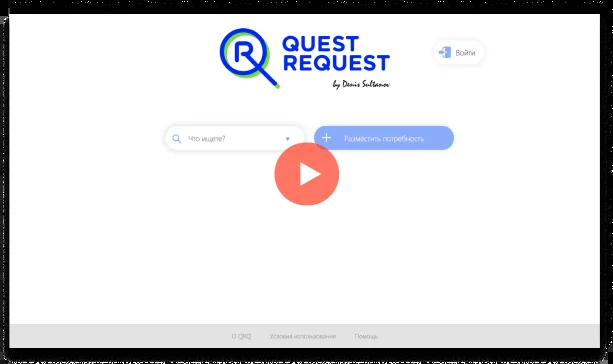 QUEST
REQUEST
by Denis Sultanov
Войти
Что ищете?
Разместить потребность
О QRQ
Условия использования
Помощь